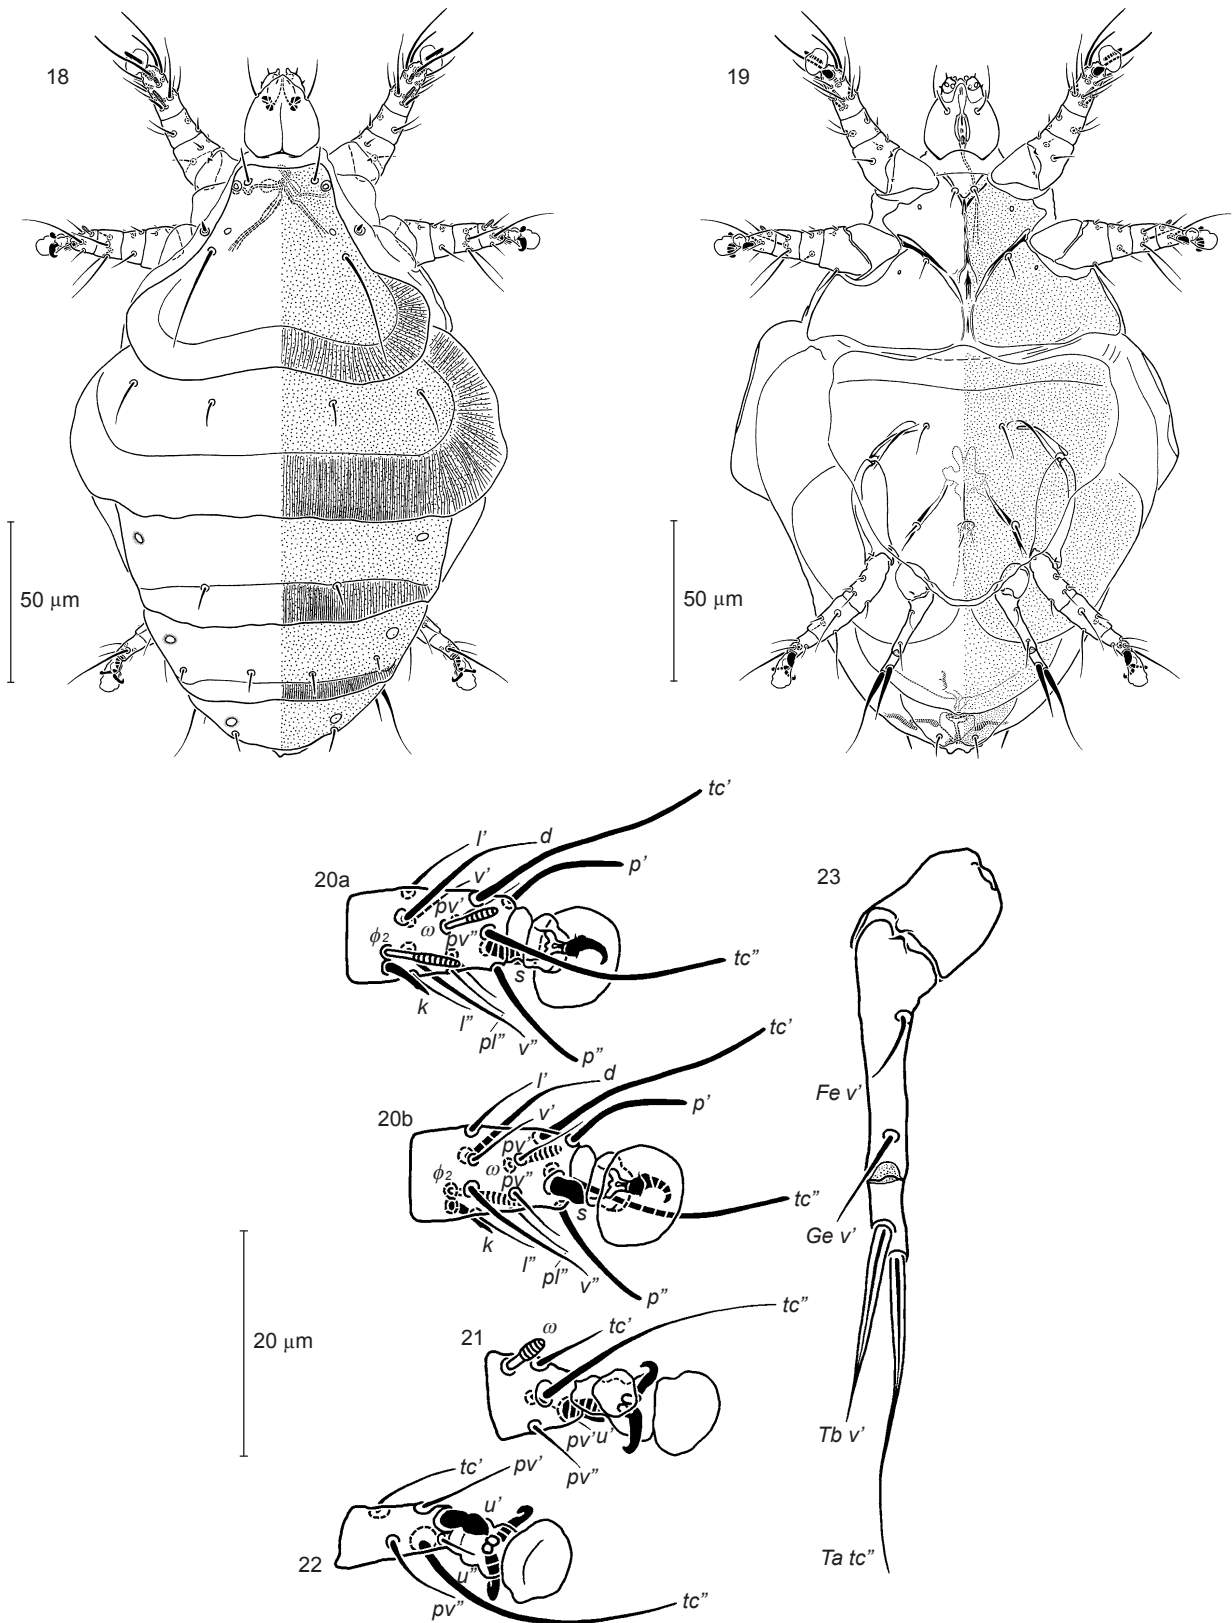 18
19
50 μm
50 μm
tc’
l’
d
20a
v’
p’
23
pv’
ω
ϕ2
pv”
tc”
s
k
l”
pl”
v”
p”
tc’
l’
d
Fe v’
20b
v’
p’
pv’
ω
ϕ2
pv”
tc”
s
k
l”
pl”
v”
Ge v’
p”
20 μm
tc”
21
ω
tc’
pv’
u’
Tb v’
pv”
tc’
pv’
u’
Ta tc”
22
u”
pv”
tc”